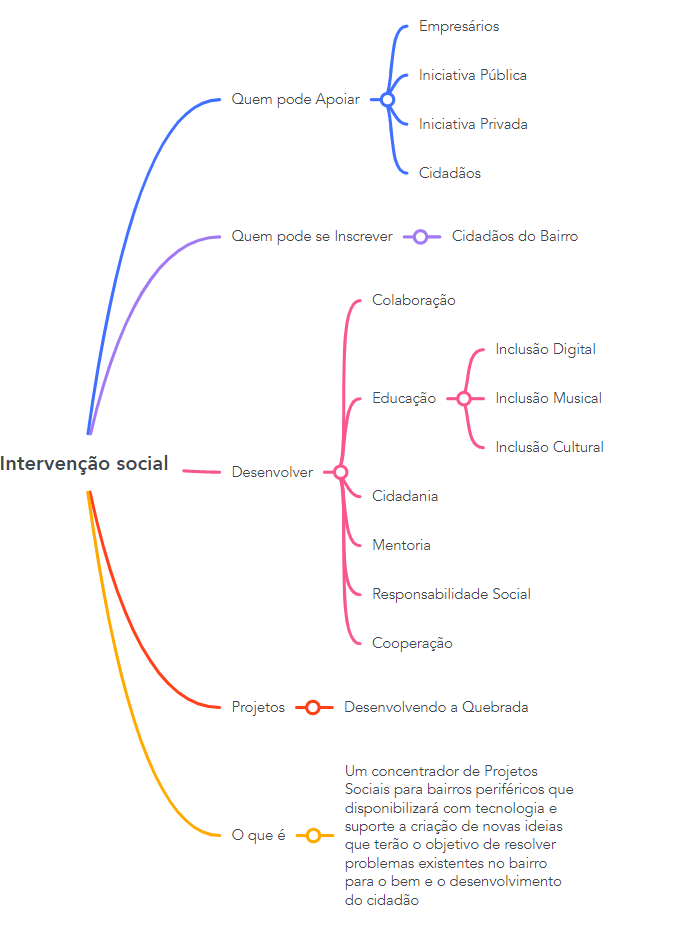 Empresários
Iniciativa Pública
Quem pode Apoiar
Iniciativa Privada
Cidadãos
Quem pode se Inscrever
Cidadãos do Bairro
Colaboração
Inclusão Digital
Educação
Inclusão Musical
Inclusão Cultural
Intervenção social
Desenvolver
Cidadania
Mentoria
Responsabilidade Social
Cooperação
Projetos
Desenvolvendo a Quebrada
O que é
Um concentrador de Projetos
Sociais para bairros periféricos que
disponibilizará com tecnologia e
suporte a criação de novas ideias
que terão o objetivo de resolver
problemas existentes no bairro
para o bem e o desenvolvimento
do cidadão